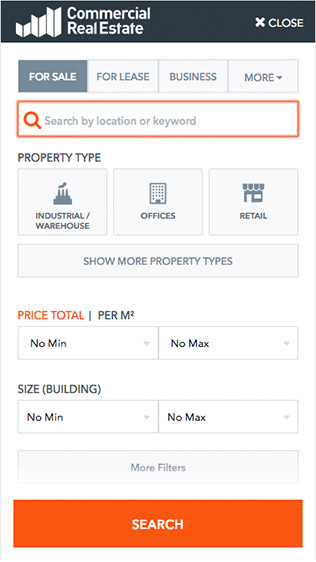 Commercial
Real Estate
✖ CLOSE
FOR SALE FOR LEASE BUSINESS MORE
Search by location or keyword
PROPERTY TYPE
INDUSTRIAL /
WAREHOUSE
OFFICES
RETAIL
SHOW MORE PROPERTY TYPES
PRICE TOTAL | PER M²
No Min No Max
SIZE (BUILDING)
No Min No Max
More Filters
SEARCH